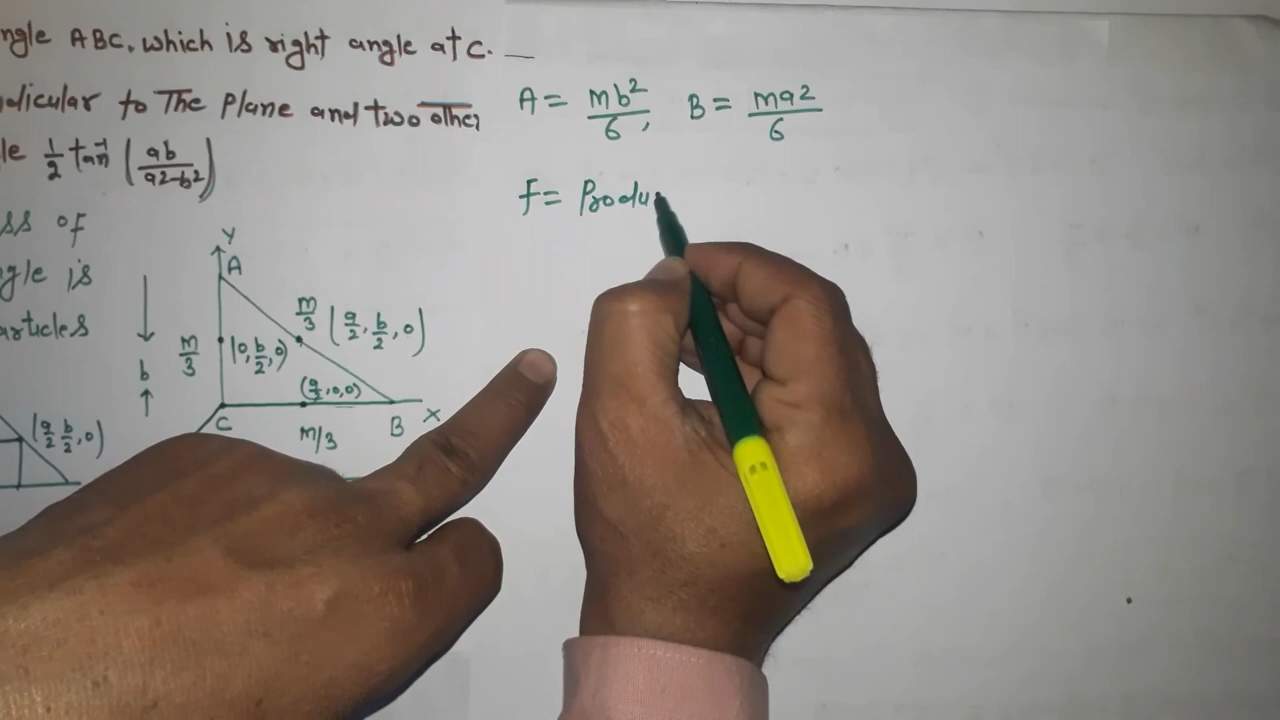 ngle ABC, which is right angle at C.
dicular to The plane and two other
le 1/2 tan⁻¹ (ab/a2-b²)
ss of
ngle is
articles
A = mb²/6, B = ma2/6
F = Produ
Y
A
m/3 (a/2, b/2, 0)
m/3 (0, b/2, 0)
b
(a/2, 0, 0)
C m/3 B X
(a/2 b/2, 0)